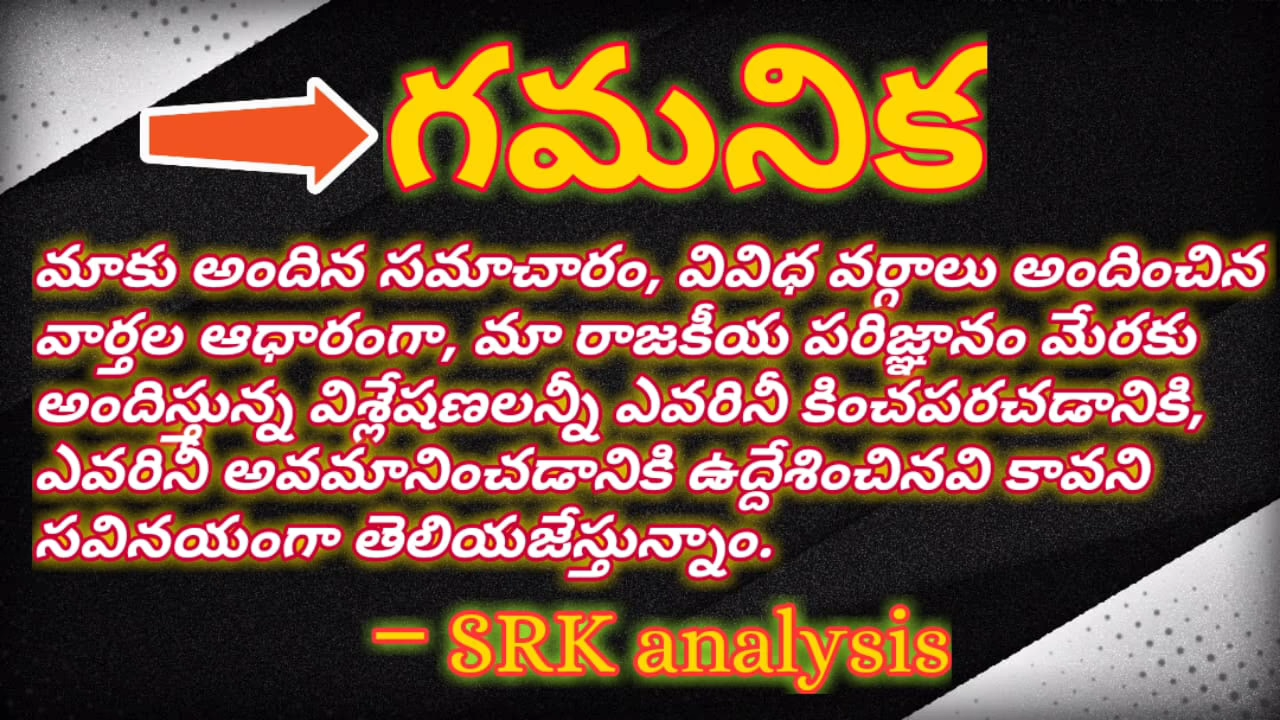 గమనిక
మాకు అందిన సమాచారం, వివిధ వర్గాలు అందించిన
వార్తల ఆధారంగా, మా రాజకీయ పరిజ్ఞానం మేరకు
అందిస్తున్న విశ్లేషణలన్నీ ఎవరినీ కించపరచడానికి,
ఎవరినీ అవమానించడానికి ఉద్దేశించినవి కావని
సవినయంగా తెలియజేస్తున్నాం.
– SRK analysis